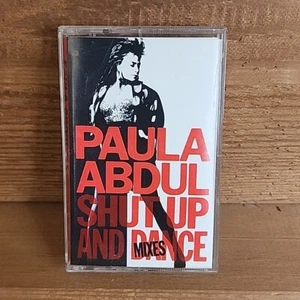 PAULA
ABDUL
SHUT UP
AND DANCE
MIXES